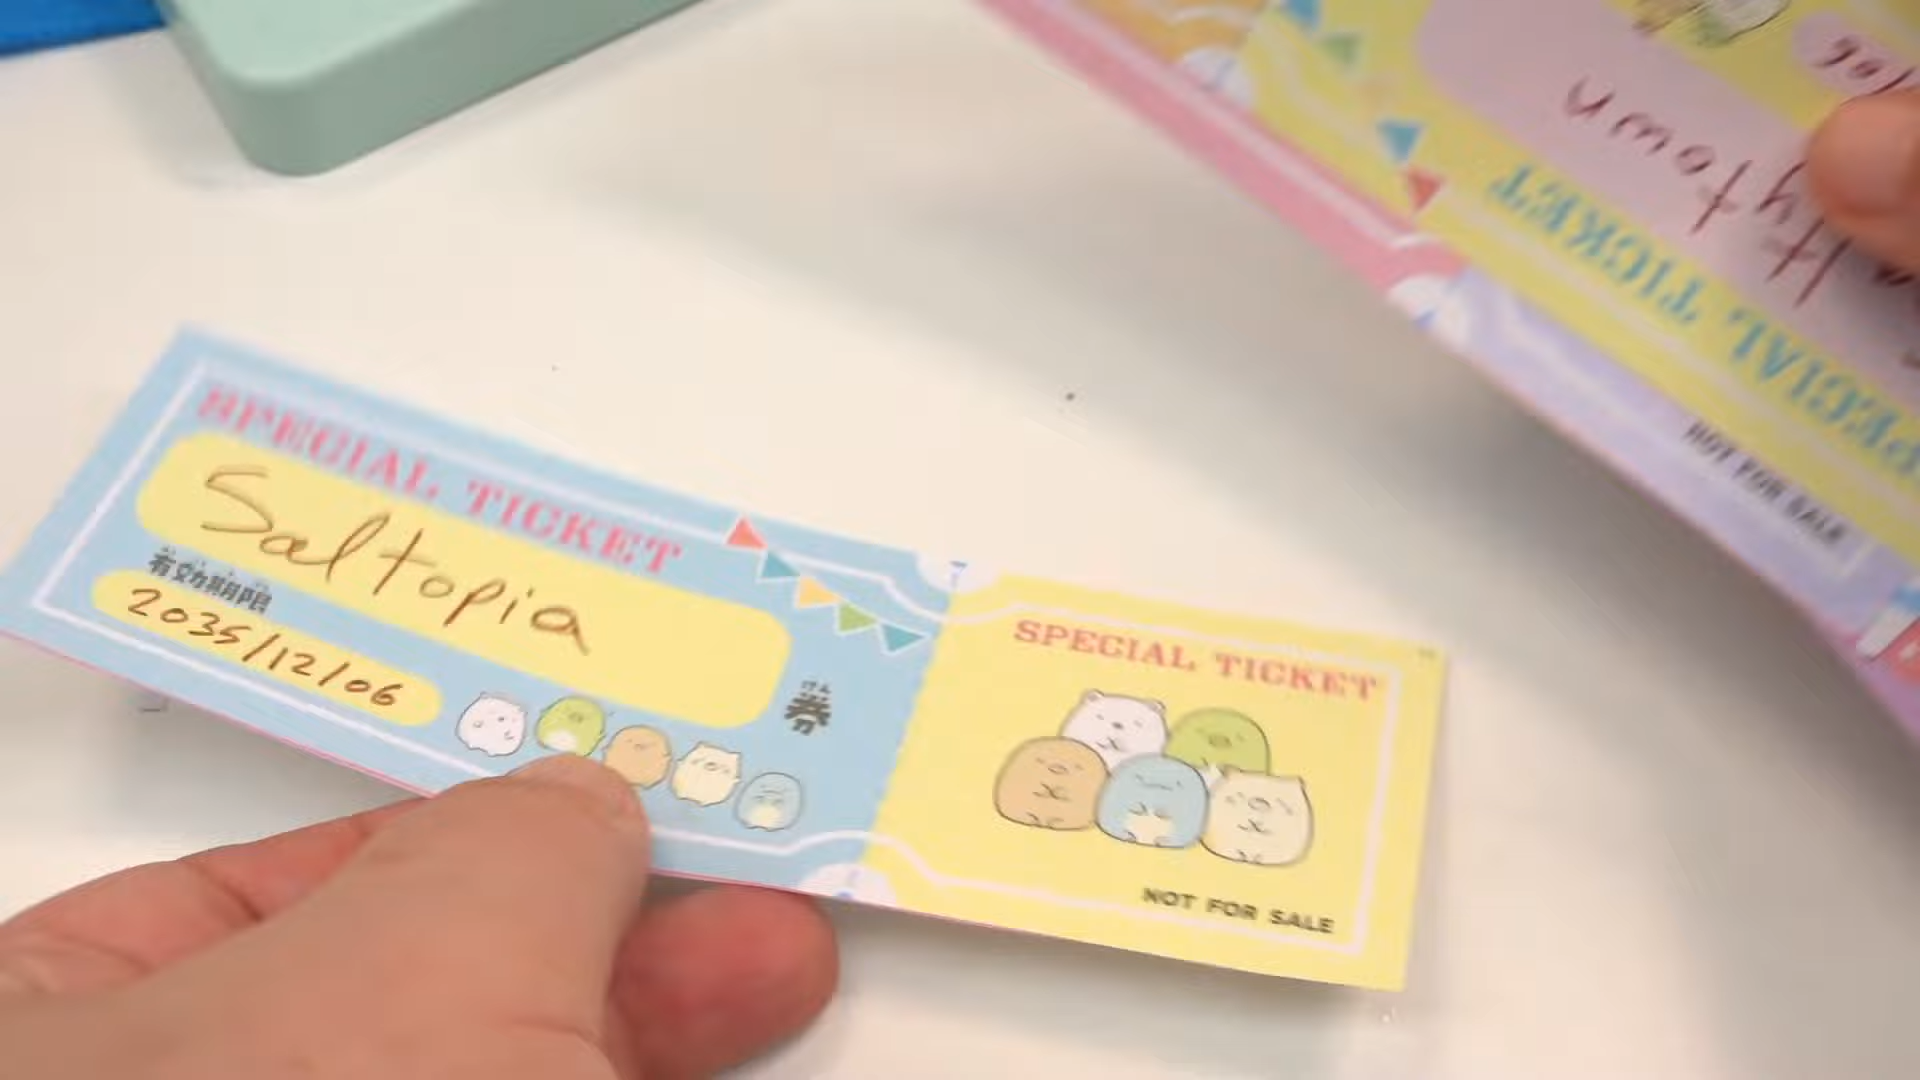 SPECIAL TICKET
Saltopia
有効期限
2035/12/06
けん
券
SPECIAL TICKET
NOT FOR SALE
SPECIAL TICKET
NOT FOR SALE